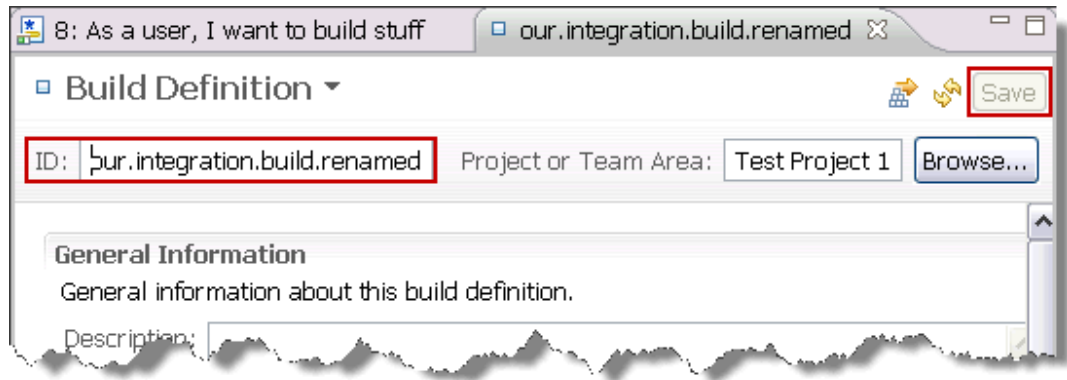 8: As a user, I want to build stuff
our.integration.build.renamed
Build Definition
Save
ID: our.integration.build.renamed Project or Team Area: Test Project 1 Browse...
General Information
General information about this build definition.
Description: